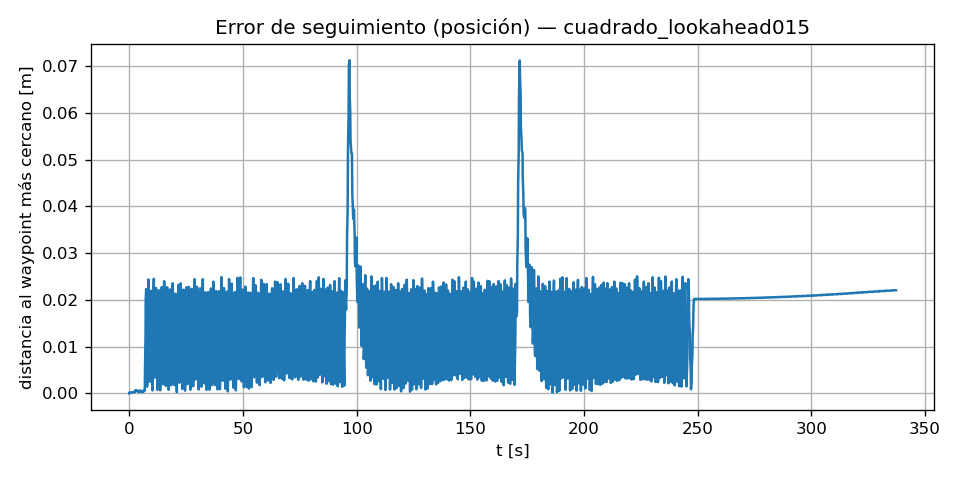 Error de seguimiento (posición) — cuadrado_lookahead015
distancia al waypoint más cercano [m]
0.07
0.06
0.05
0.04
0.03
0.02
0.01
0.00
0 50 100 150 200 250 300 350
t [s]